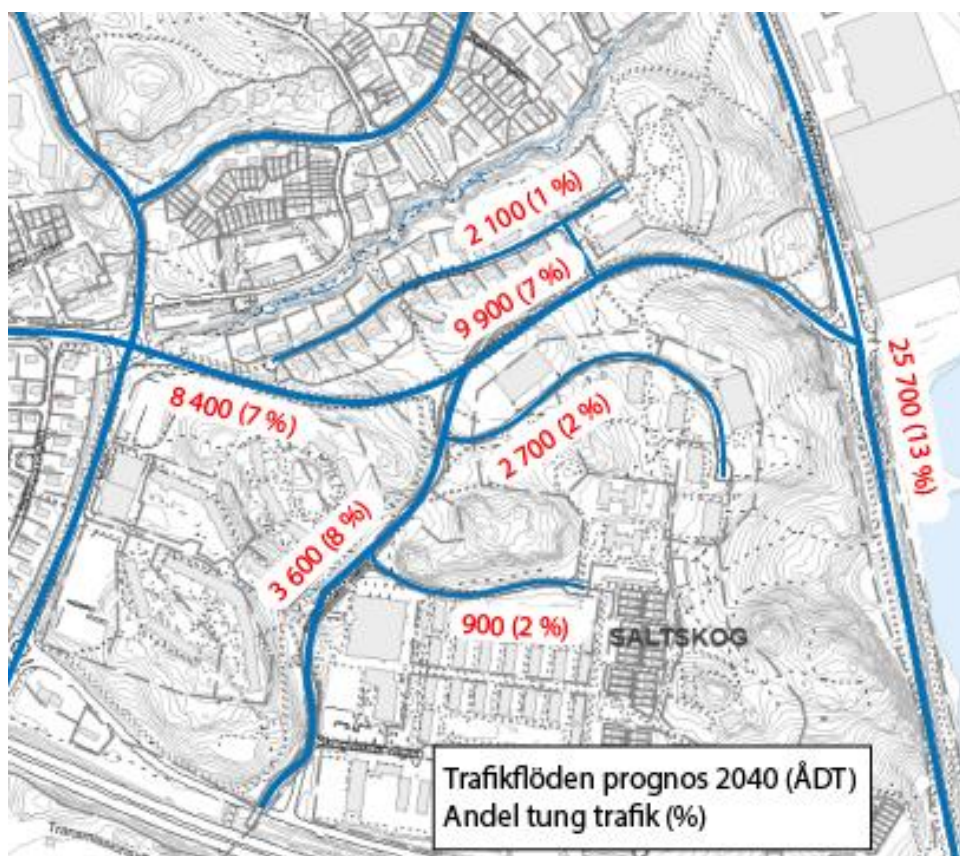 2 100 (1 %)
9 900 (7 %)
8 400 (7 %)
2 700 (2 %)
25 700 (13 %)
3 600 (8 %)
900 (2 %)
SALTSKOG
Trafikflöden prognos 2040 (ÅDT)
Andel tung trafik (%)